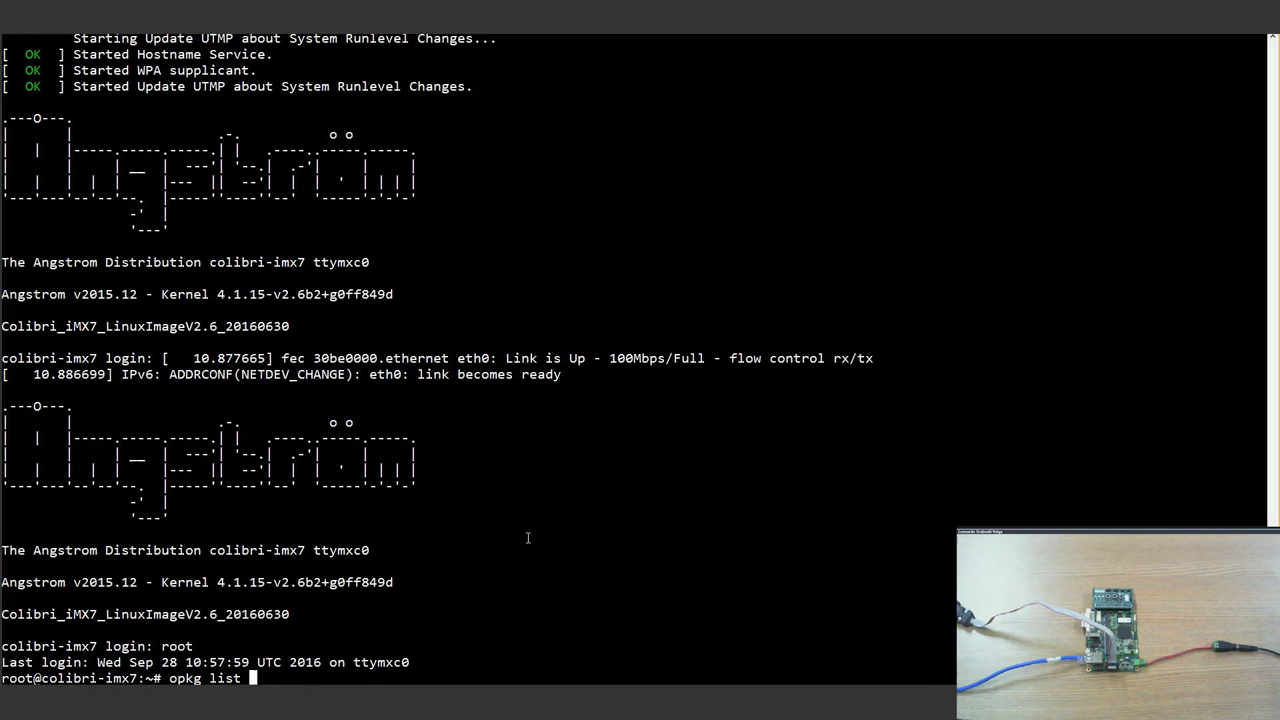 Starting Update UTMP about System Runlevel Changes...
[  OK  ] Started Hostname Service.
[  OK  ] Started WPA supplicant.
[  OK  ] Started Update UTMP about System Runlevel Changes.
Angström
The Angstrom Distribution colibri-imx7 ttymxc0
Angstrom v2015.12 - Kernel 4.1.15-v2.6b2+g0ff849d
Colibri_iMX7_LinuxImageV2.6_20160630
colibri-imx7 login: [   10.877665] fec 30be0000.ethernet eth0: Link is Up - 100Mbps/Full - flow control rx/tx
[   10.886699] IPv6: ADDRCONF(NETDEV_CHANGE): eth0: link becomes ready
Angström
The Angstrom Distribution colibri-imx7 ttymxc0
Angstrom v2015.12 - Kernel 4.1.15-v2.6b2+g0ff849d
Colibri_iMX7_LinuxImageV2.6_20160630
colibri-imx7 login: root
Last login: Wed Sep 28 10:57:59 UTC 2016 on ttymxc0
root@colibri-imx7:~# opkg list